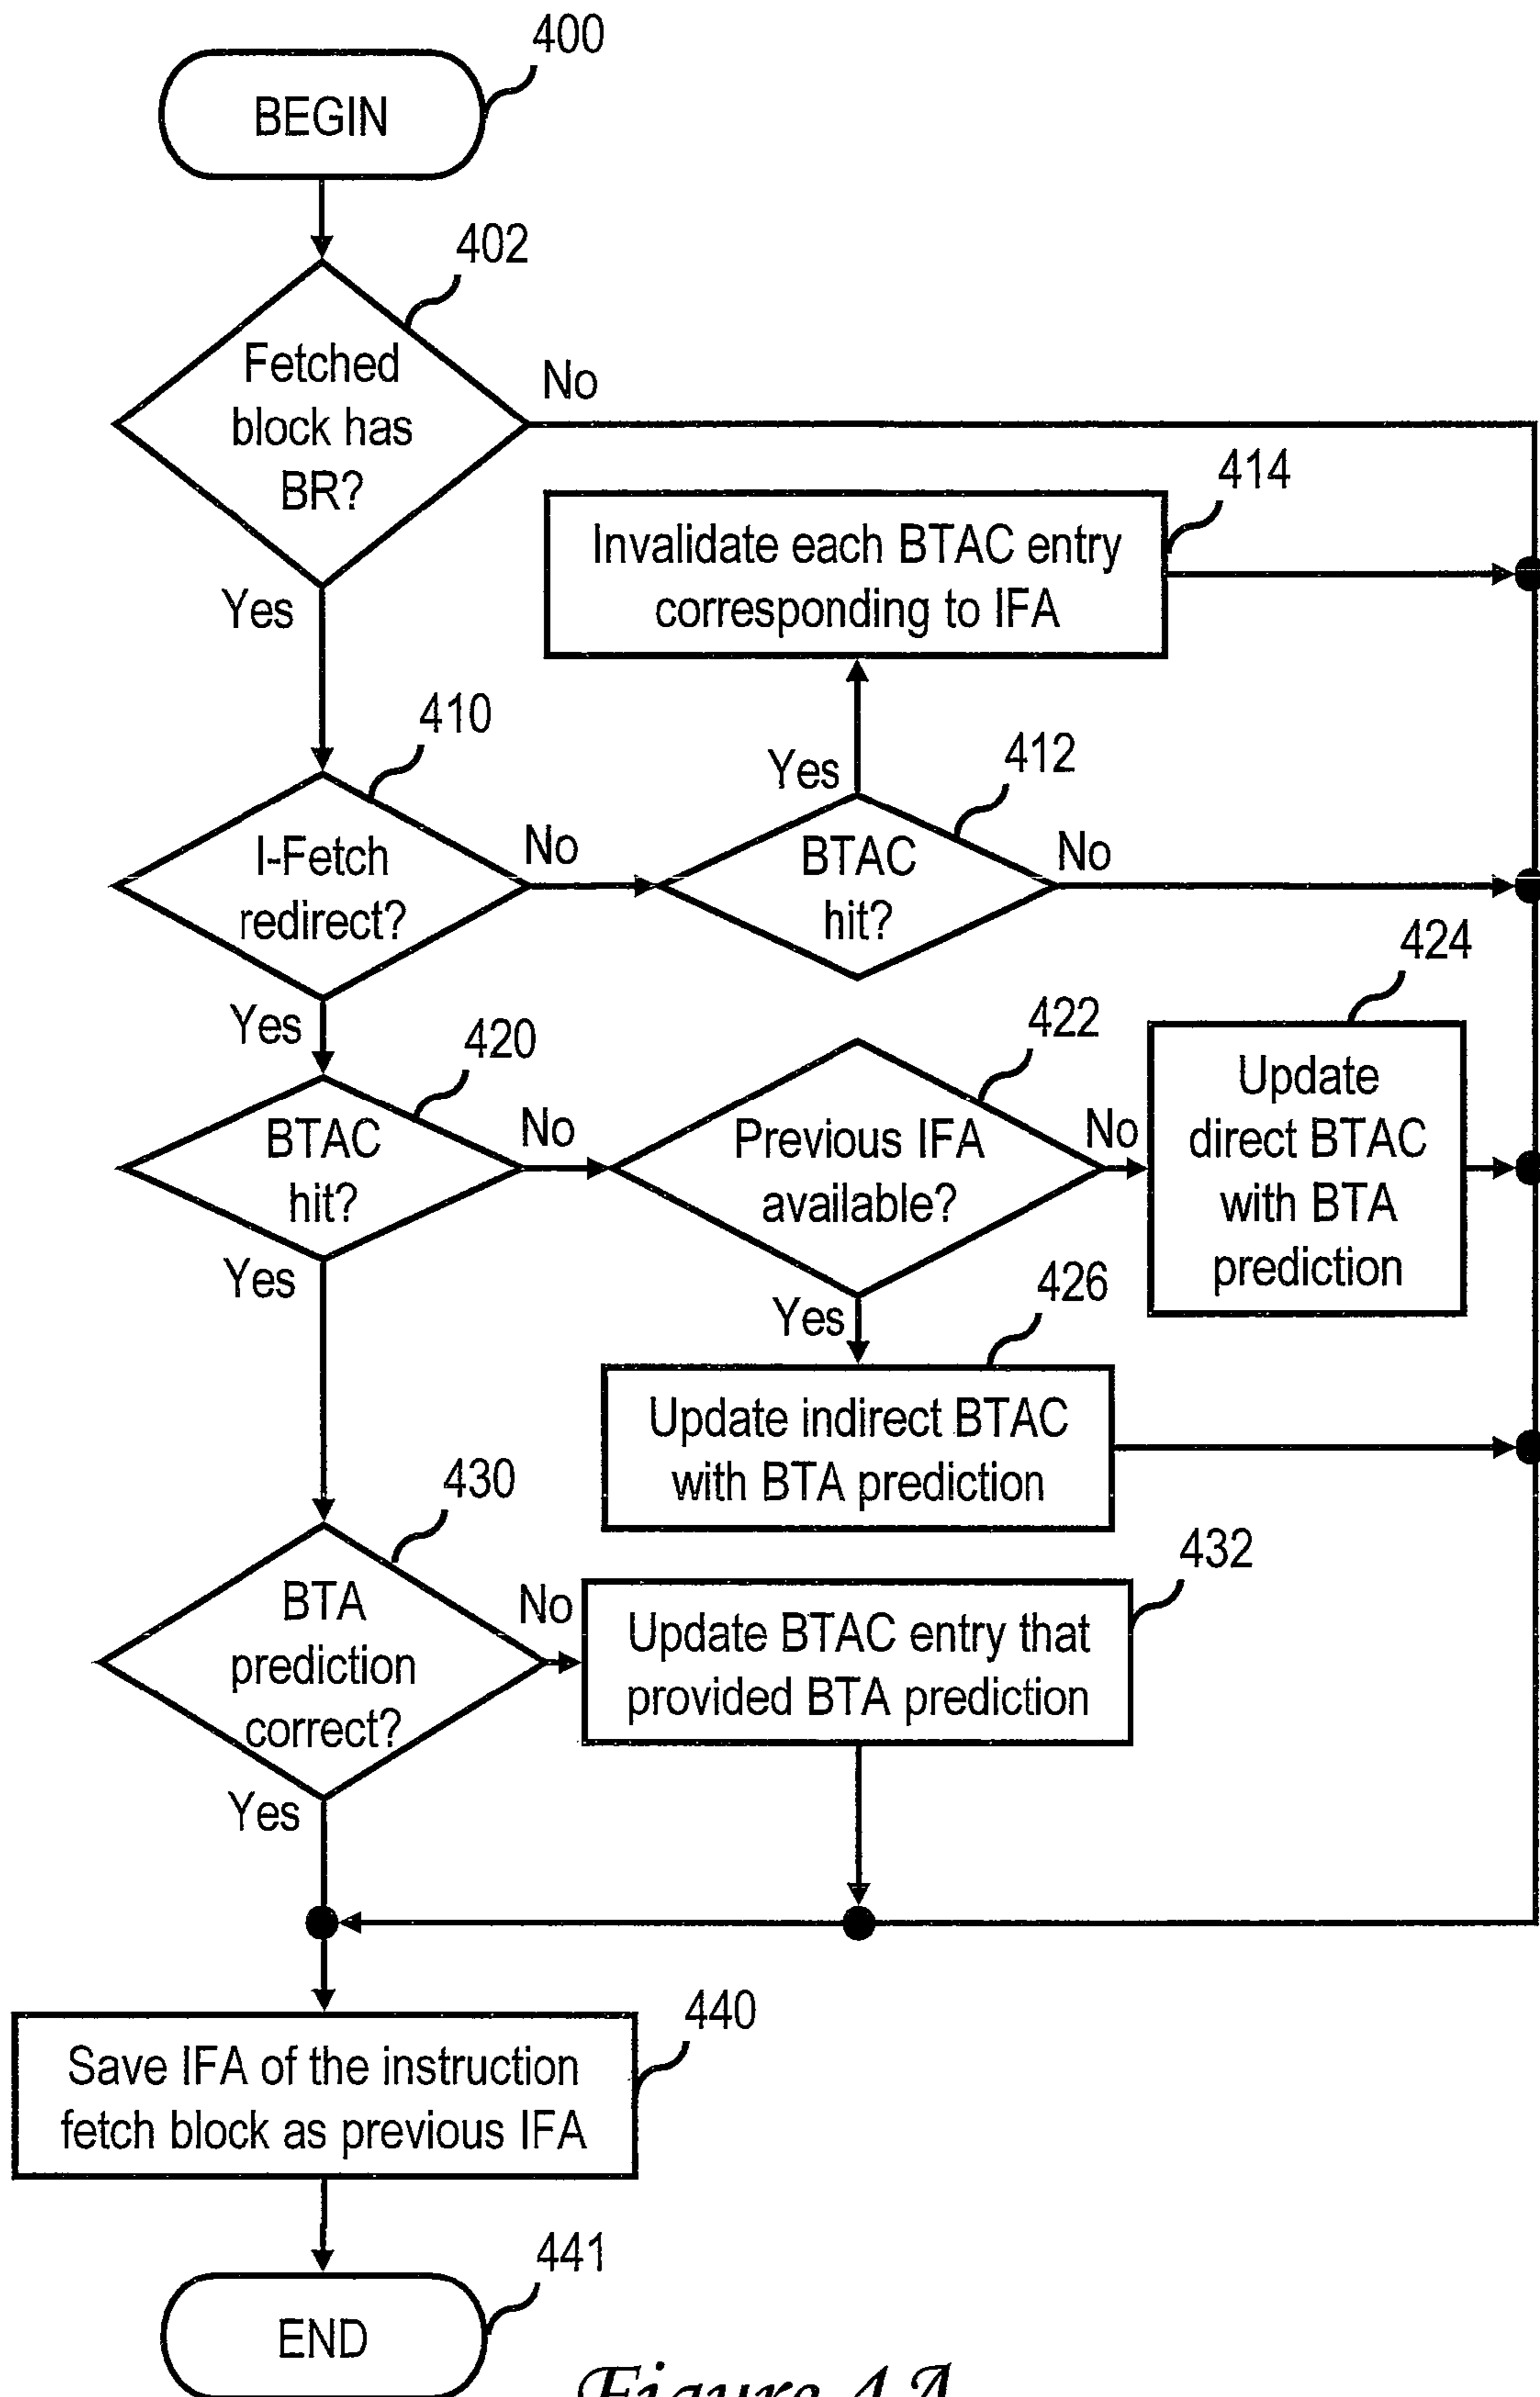 400
BEGIN
402
Fetched
block has
BR?
No
Yes
414
Invalidate each BTAC entry
corresponding to IFA
410
I-Fetch
redirect?
No
Yes
412
BTAC
hit?
Yes
No
420
BTAC
hit?
No
Yes
422
Previous IFA
available?
No
Yes
424
Update
direct BTAC
with BTA
prediction
426
Update indirect BTAC
with BTA prediction
430
BTA
prediction
correct?
No
Yes
432
Update BTAC entry that
provided BTA prediction
440
Save IFA of the instruction
fetch block as previous IFA
441
END
Figure 4A